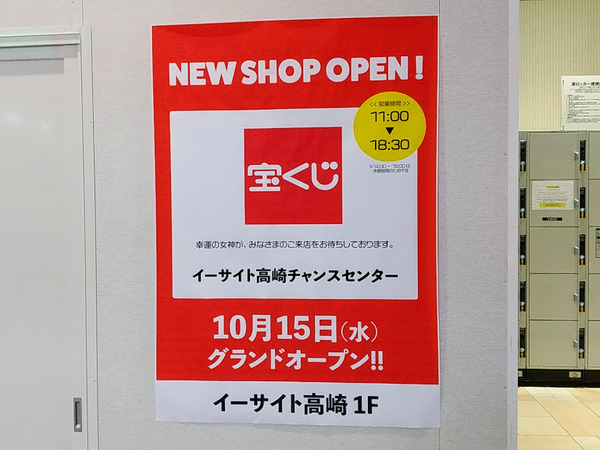 NEW SHOP OPEN!
<< 営業時間 >>
11:00
▼
18:30
宝くじ
幸運の女神が、みなさまのご来店をお待ちしております。
イーサイト高崎チャンスセンター
10月15日(水)
グランドオープン!!
イーサイト高崎 1F